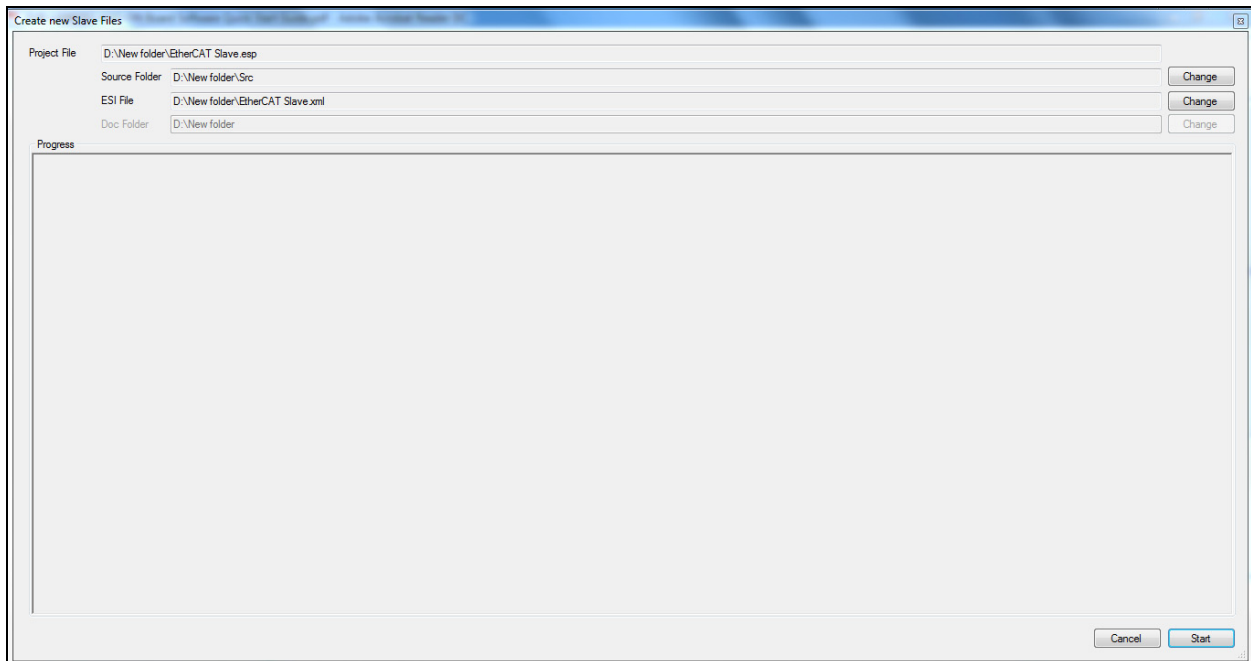 Create new Slave Files
Project File D:\New folder\EtherCAT Slave.esp
Source Folder D:\New folder\Src Change
ESI File D:\New folder\EtherCAT Slave.xml Change
Doc Folder D:\New folder Change
Progress
Cancel Start